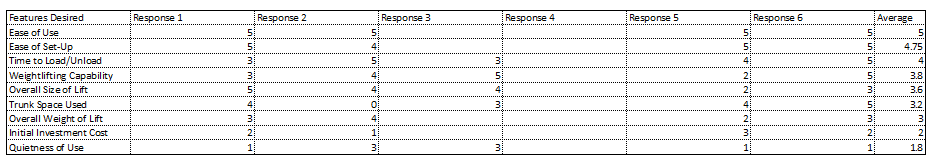 Features Desired Response 1 Response 2 Response 3 Response 4 Response 5 Response 6 Average
Ease of Use 5 5 5 5 5
Ease of Set-Up 5 4 5 5 4.75
Time to Load/Unload 3 5 3 4 5 4
Weightlifting Capability 3 4 5 2 5 3.8
Overall Size of Lift 5 4 4 2 3 3.6
Trunk Space Used 4 0 3 4 5 3.2
Overall Weight of Lift 3 4 2 3 3
Initial Investment Cost 2 1 3 2 2
Quietness of Use 1 3 3 1 1 1.8